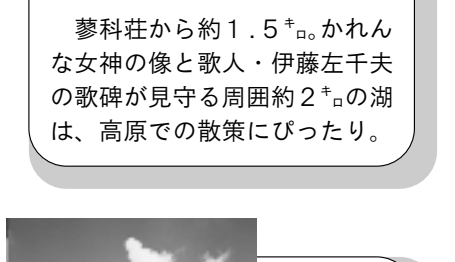 蓼科荘から約１.５㌔。かれん
な女神の像と歌人・伊藤左千夫
の歌碑が見守る周囲約２㌔の湖
は、高原での散策にぴったり。